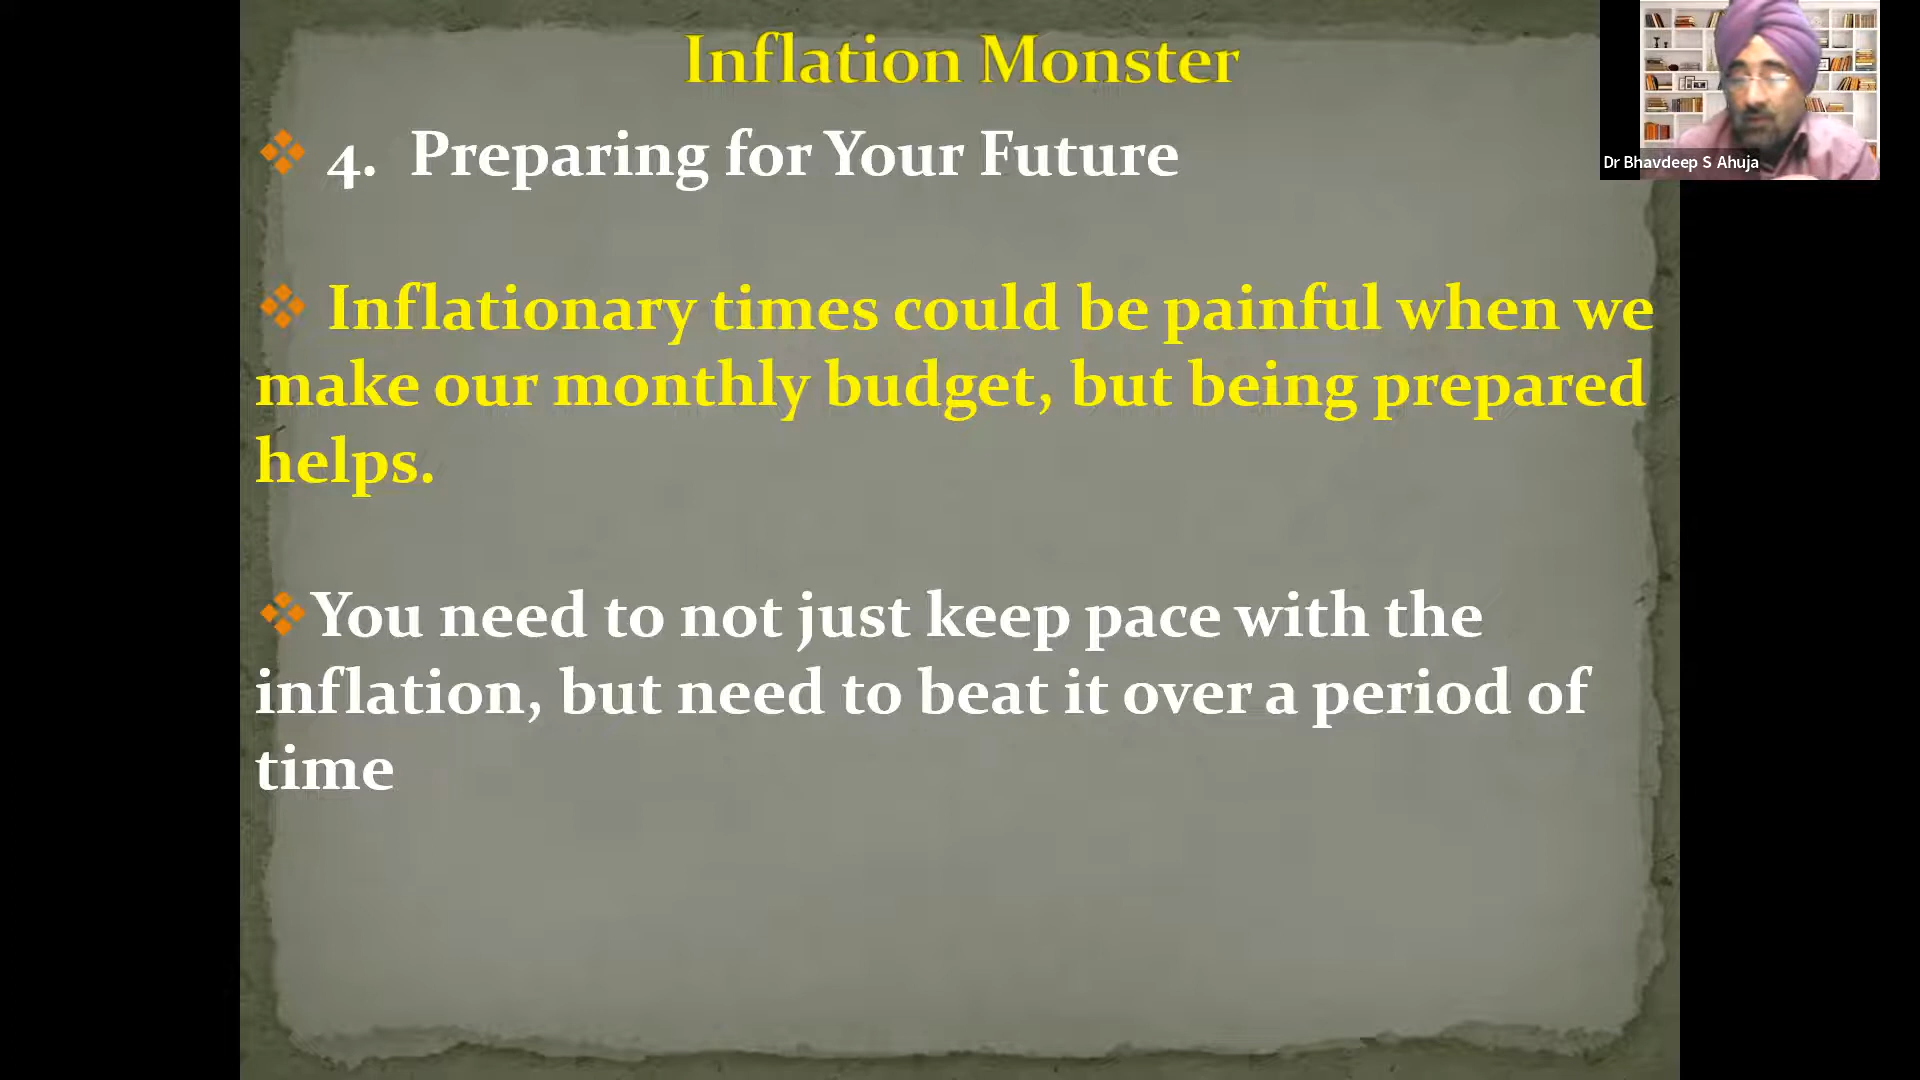 Inflation Monster
4. Preparing for Your Future
Inflationary times could be painful when we
make our monthly budget, but being prepared
helps.
You need to not just keep pace with the
inflation, but need to beat it over a period of
time
Dr Bhavdeep S Ahuja